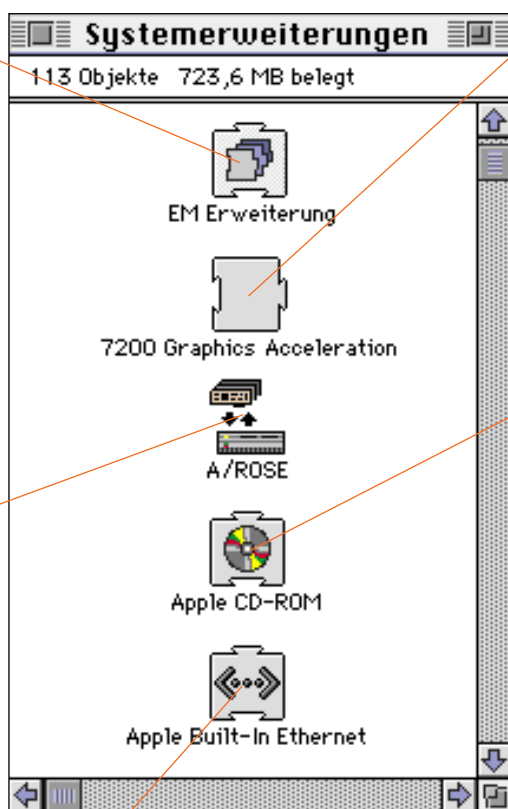 Systemerweiterungen
113 Objekte 723,6 MB belegt
EM Erweiterung
7200 Graphics Acceleration
A/ROSE
Apple CD-ROM
Apple Built-In Ethernet